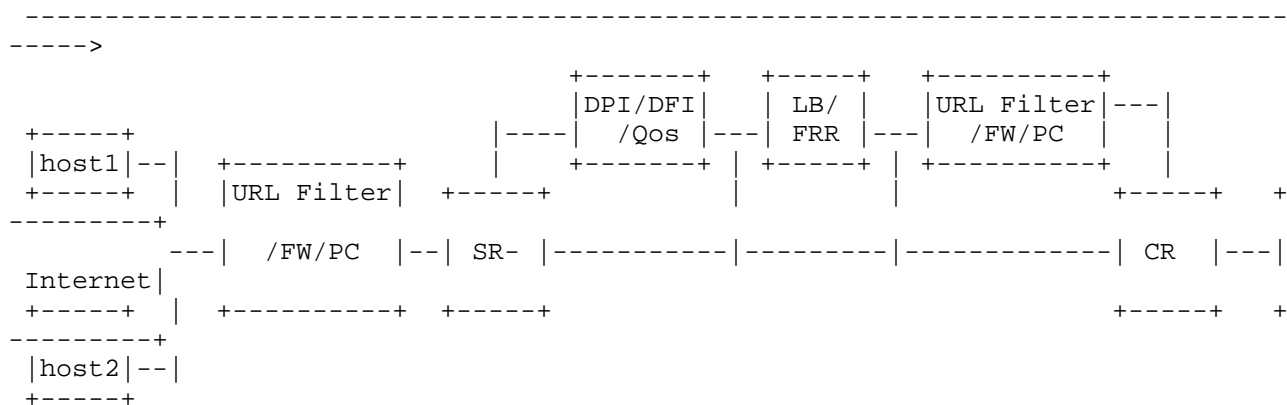 DPI/DFI LB/ URL Filter
/Qos FRR /FW/PC
host1
URL Filter
/FW/PC SR- CR
Internet
host2